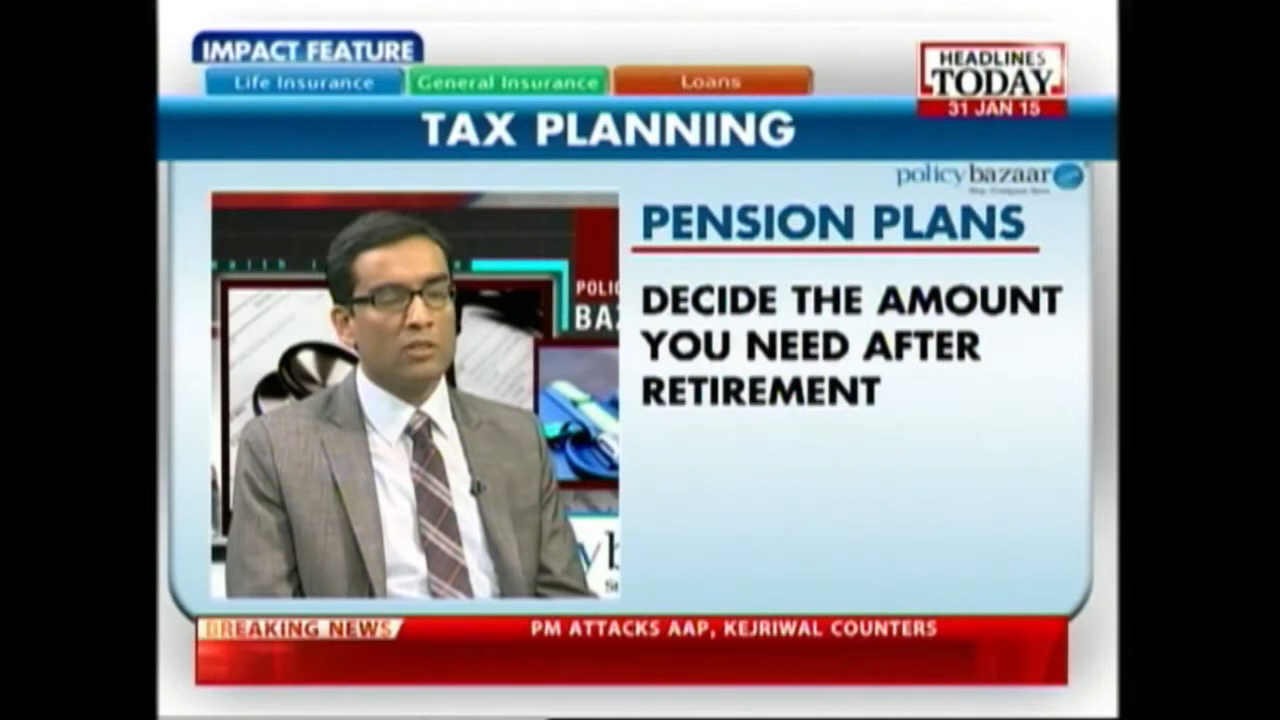 IMPACT FEATURE
Life Insurance
General Insurance
Loans
HEADLINES
TODAY
31 JAN 15
TAX PLANNING
policybazaar
PENSION PLANS
DECIDE THE AMOUNT
YOU NEED AFTER
RETIREMENT
BREAKING NEWS
PM ATTACKS AAP, KEJRIWAL COUNTERS